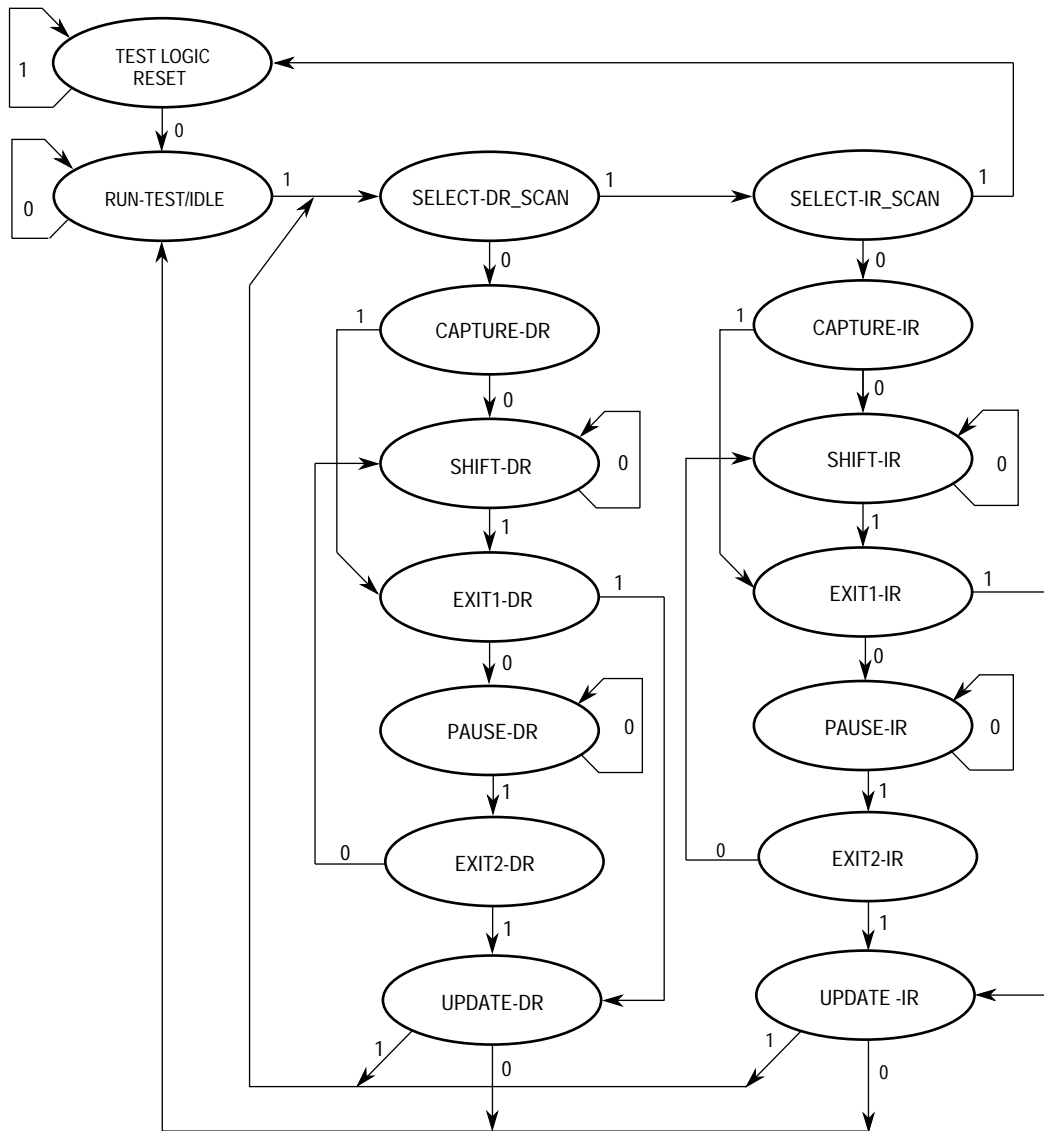 TEST LOGIC
RESET
1
0
RUN-TEST/IDLE
0
1
SELECT-DR_SCAN
1
SELECT-IR_SCAN
1
0
0
CAPTURE-DR
1
CAPTURE-IR
1
0
0
SHIFT-DR
0
SHIFT-IR
0
1
1
EXIT1-DR
1
EXIT1-IR
1
0
0
PAUSE-DR
0
PAUSE-IR
0
1
1
EXIT2-DR
0
EXIT2-IR
0
1
1
UPDATE-DR
UPDATE -IR
1
0
1
0